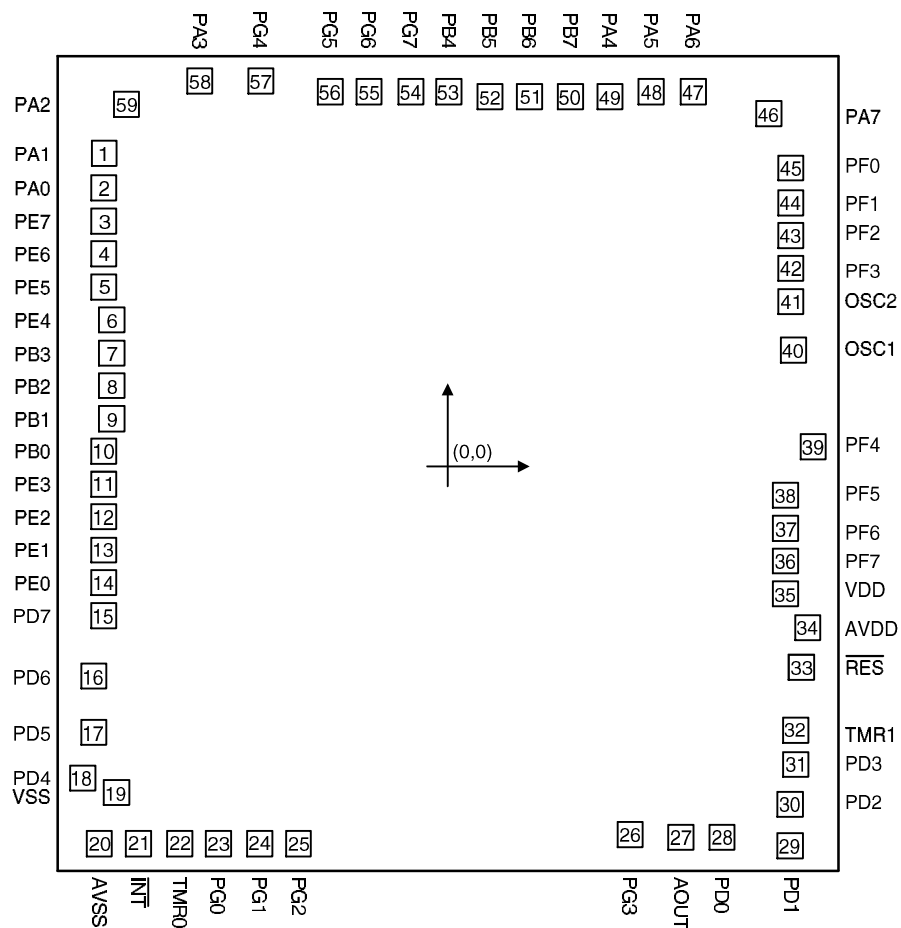 PA3 PG4 PG5 PG6 PG7 PB4 PB5 PB6 PB7 PA4 PA5 PA6
58 57 56 55 54 53 52 51 50 49 48 47
PA2 59 46 PA7
PA1 1 45 PF0
PA0 2 44 PF1
PE7 3 43 PF2
PE6 4 42 PF3
PE5 5 41 OSC2
PE4 6
PB3 7 40 OSC1
PB2 8
PB1 9
PB0 10 (0,0) 39 PF4
PE3 11 38 PF5
PE2 12 37 PF6
PE1 13 36 PF7
PE0 14 35 VDD
PD7 15 34 AVDD
PD6 16 33 RES
PD5 17 32 TMR1
PD4 18 31 PD3
VSS 19 30 PD2
20 21 22 23 24 25 26 27 28 29
AVSS INT TMR0 PG0 PG1 PG2 PG3 AOUT PD0 PD1